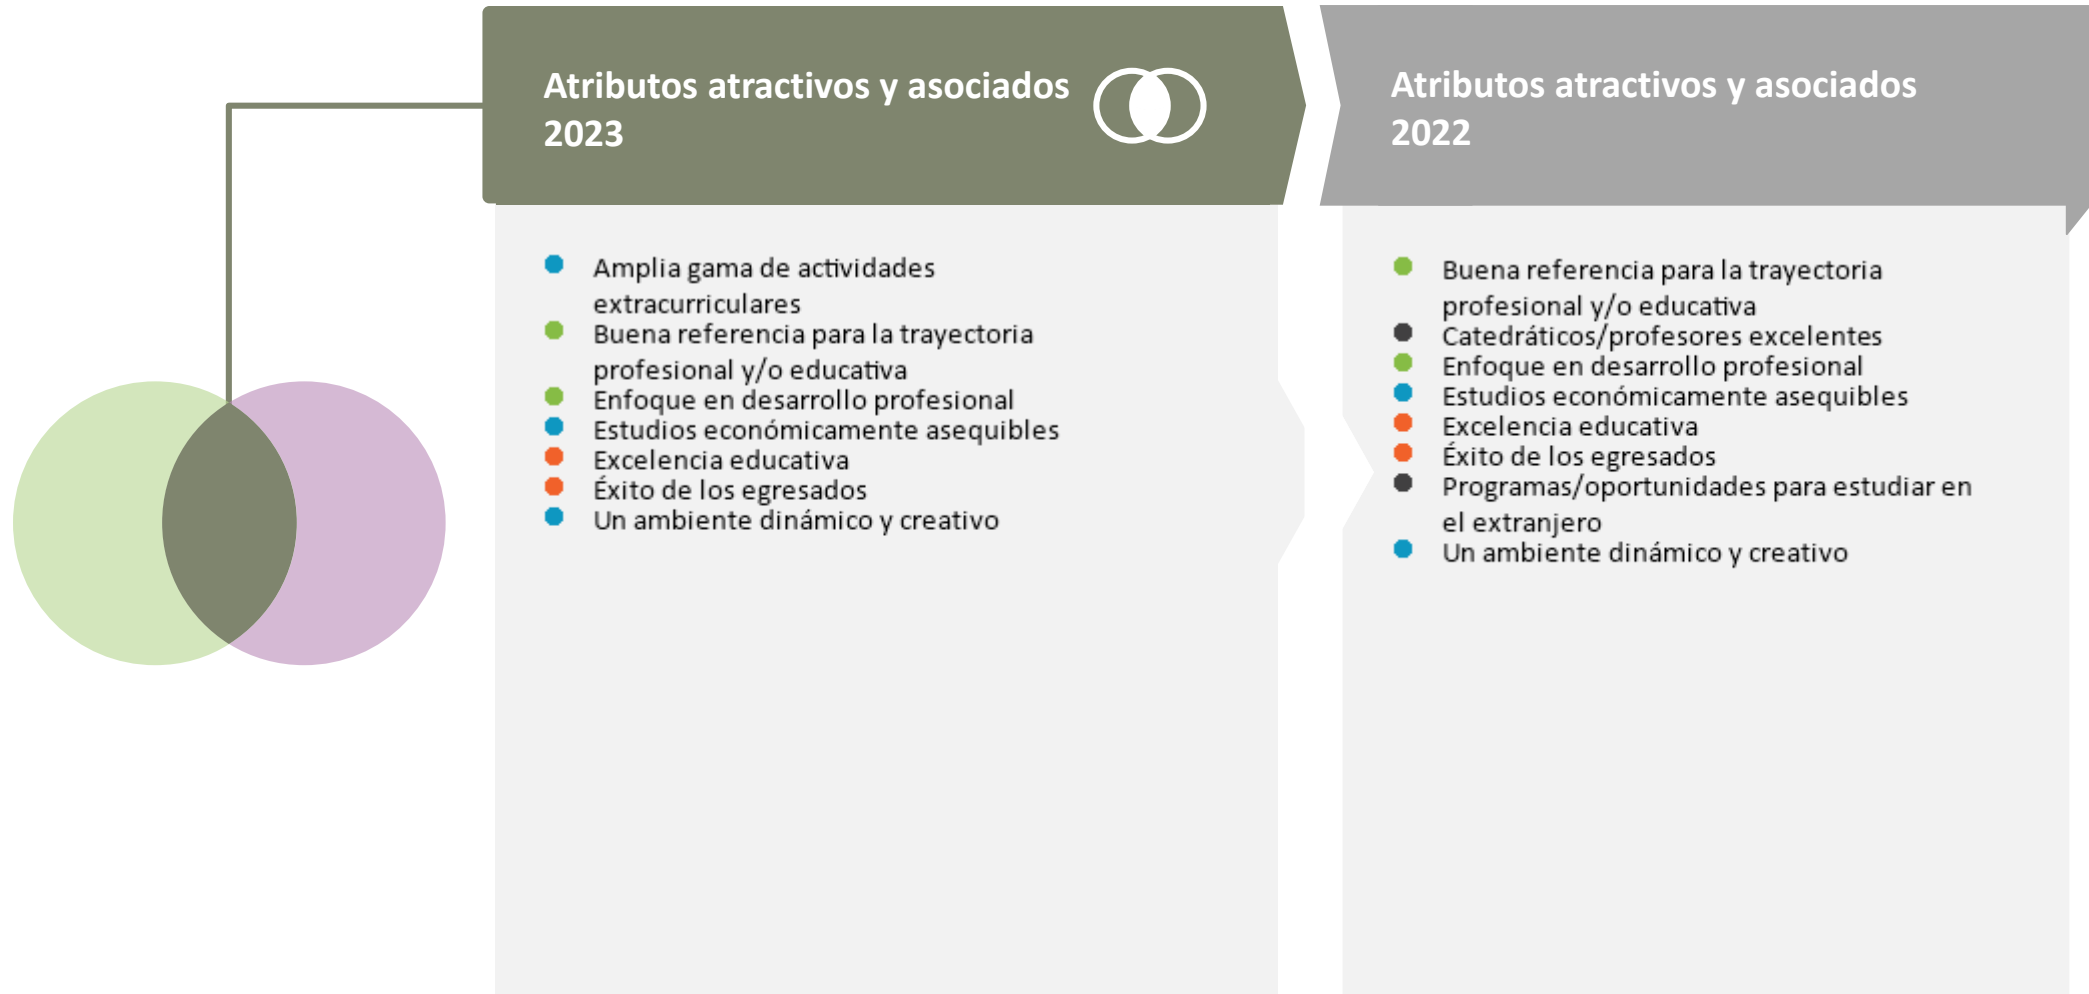 Atributos atractivos y asociados
2023
Amplia gama de actividades
extracurriculares
Buena referencia para la trayectoria
profesional y/o educativa
Enfoque en desarrollo profesional
Estudios económicamente asequibles
Excelencia educativa
Éxito de los egresados
Un ambiente dinámico y creativo
Atributos atractivos y asociados
2022
Buena referencia para la trayectoria
profesional y/o educativa
Catedráticos/profesores excelentes
Enfoque en desarrollo profesional
Estudios económicamente asequibles
Excelencia educativa
Éxito de los egresados
Programas/oportunidades para estudiar en
el extranjero
Un ambiente dinámico y creativo